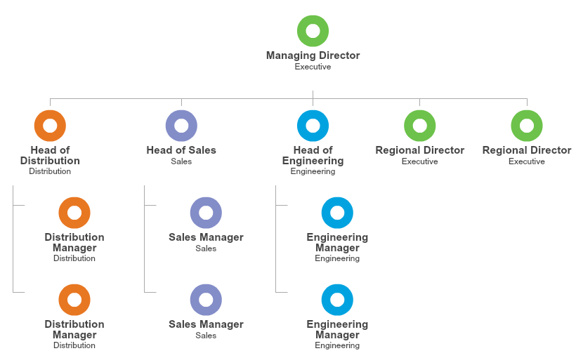 Managing Director
Executive
Head of
Distribution
Distribution
Head of Sales
Sales
Head of
Engineering
Engineering
Regional Director
Executive
Regional Director
Executive
Distribution
Manager
Distribution
Sales Manager
Sales
Engineering
Manager
Engineering
Distribution
Manager
Distribution
Sales Manager
Sales
Engineering
Manager
Engineering